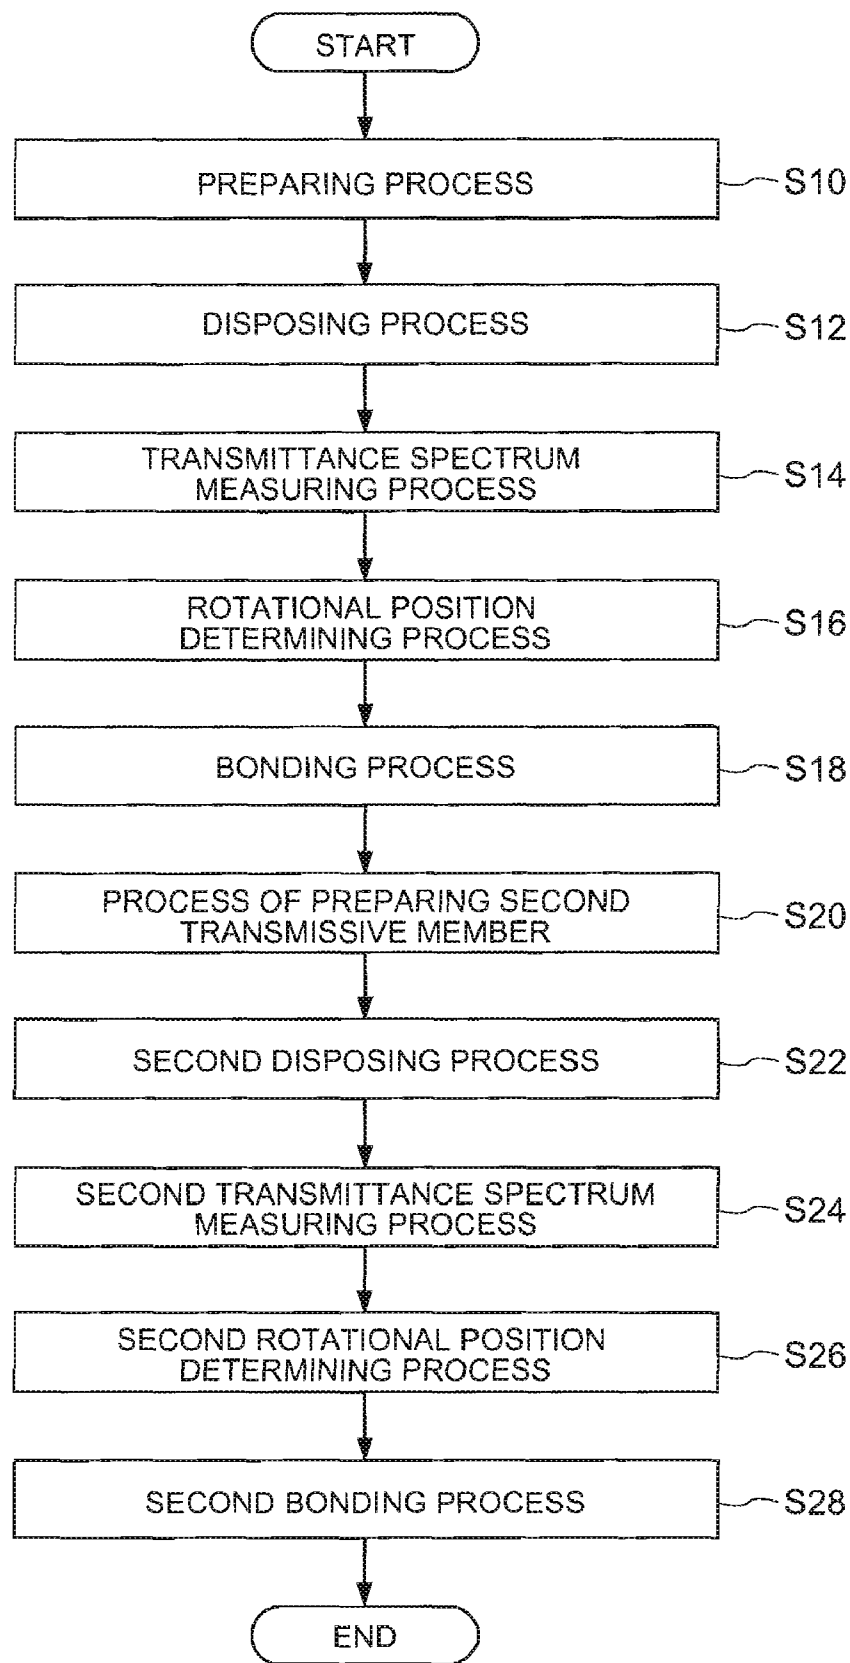 START
PREPARING PROCESS
S10
DISPOSING PROCESS
S12
TRANSMITTANCE SPECTRUM
MEASURING PROCESS
S14
ROTATIONAL POSITION
DETERMINING PROCESS
S16
BONDING PROCESS
S18
PROCESS OF PREPARING SECOND
TRANSMISSIVE MEMBER
S20
SECOND DISPOSING PROCESS
S22
SECOND TRANSMITTANCE SPECTRUM
MEASURING PROCESS
S24
SECOND ROTATIONAL POSITION
DETERMINING PROCESS
S26
SECOND BONDING PROCESS
S28
END